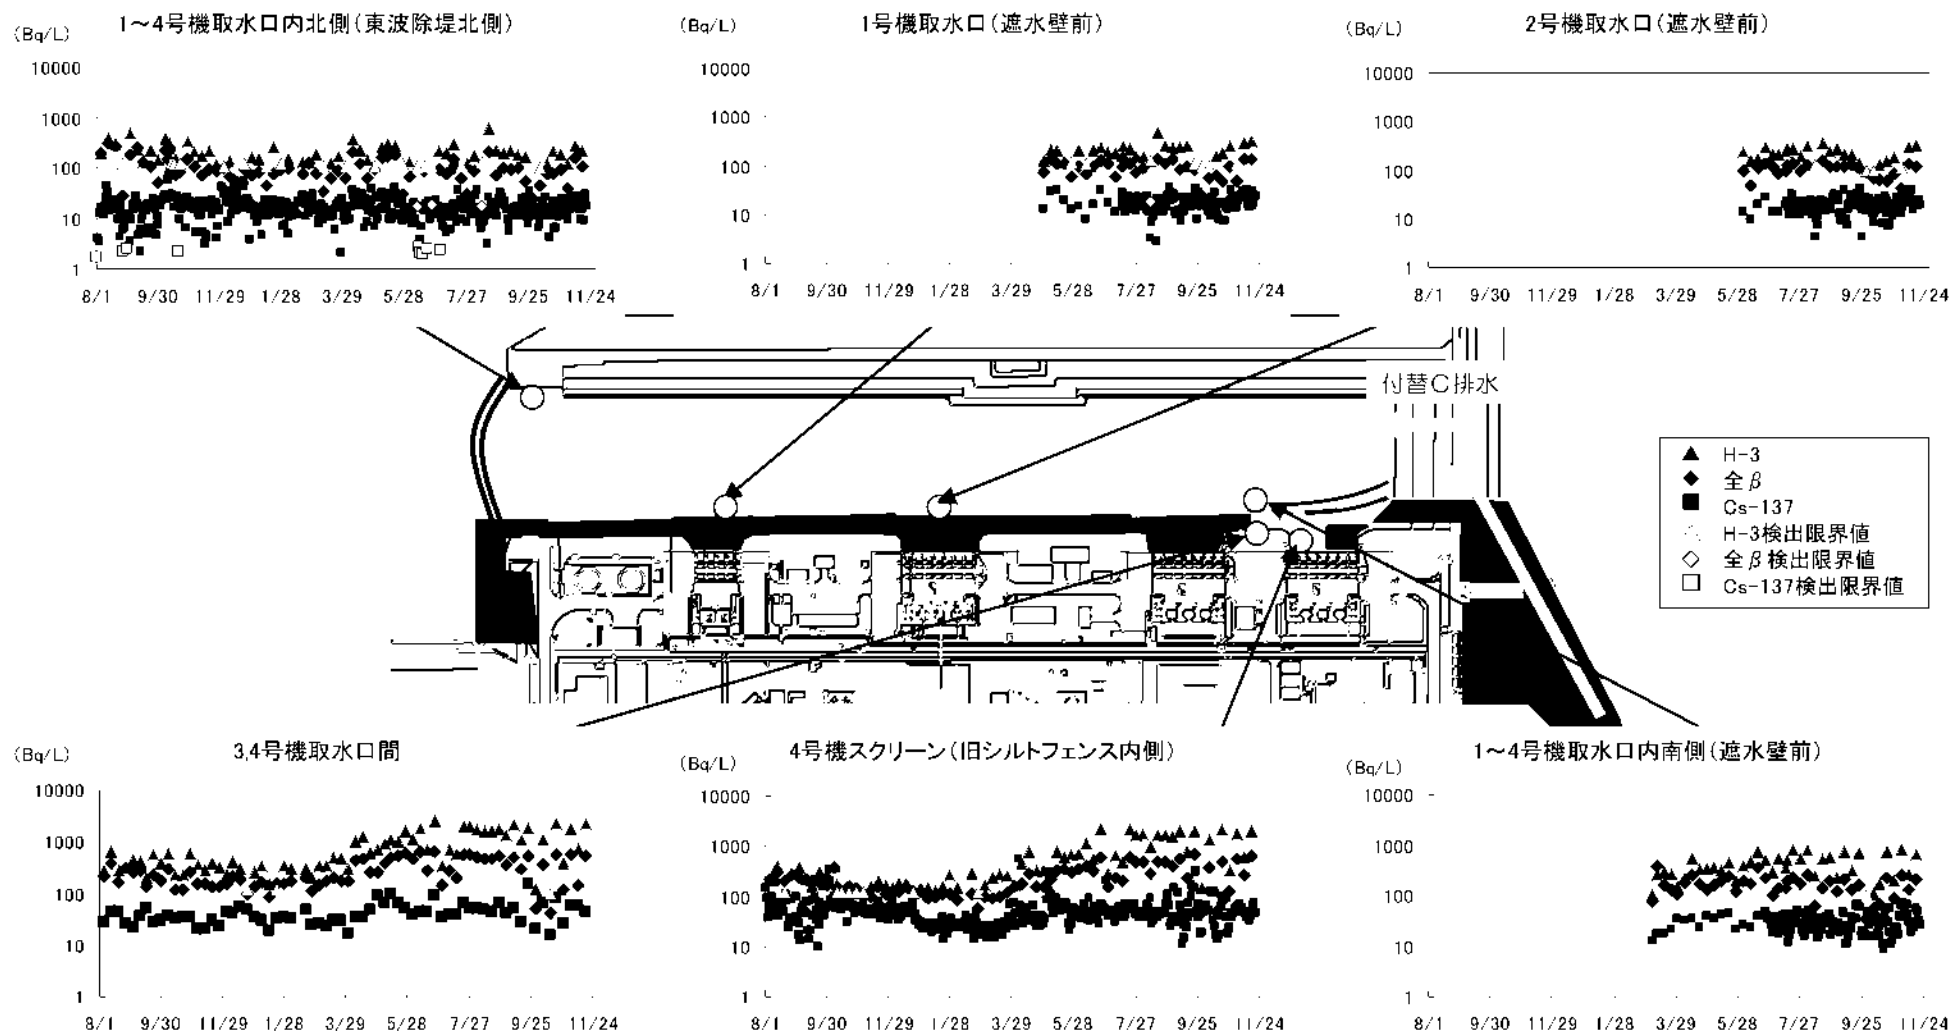 1～4号機取水口内北側(東波除堤北側)
(Bq/L)
10000
1000
100
10
1
8/1 9/30 11/29 1/28 3/29 5/28 7/27 9/25 11/24
1号機取水口(遮水壁前)
(Bq/L)
10000
1000
100
10
1
8/1 9/30 11/29 1/28 3/29 5/28 7/27 9/25 11/24
2号機取水口(遮水壁前)
(Bq/L)
10000
1000
100
10
1
8/1 9/30 11/29 1/28 3/29 5/28 7/27 9/25 11/24
付替C排水
H-3
全β
Cs-137
H-3検出限界値
全β検出限界値
Cs-137検出限界値
3,4号機取水口間
(Bq/L)
10000
1000
100
10
1
8/1 9/30 11/29 1/28 3/29 5/28 7/27 9/25 11/24
4号機スクリーン(旧シルトフェンス内側)
(Bq/L)
10000
1000
100
10
1
8/1 9/30 11/29 1/28 3/29 5/28 7/27 9/25 11/24
1～4号機取水口内南側(遮水壁前)
(Bq/L)
10000
1000
100
10
1
8/1 9/30 11/29 1/28 3/29 5/28 7/27 9/25 11/24